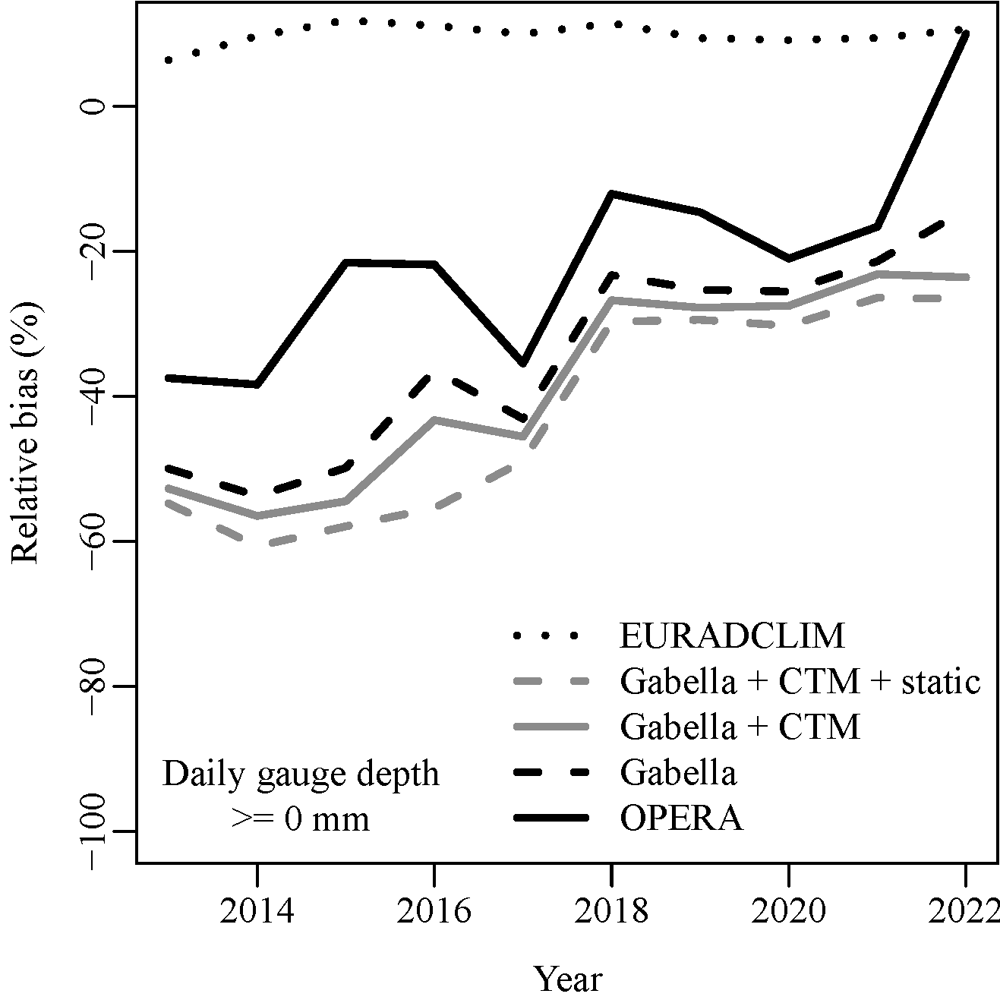 Relative bias (%)
0
−20
−40
−60
−80
−100
EURADCLIM
Gabella + CTM + static
Gabella + CTM
Gabella
OPERA
Daily gauge depth
>= 0 mm
2014 2016 2018 2020 2022
Year